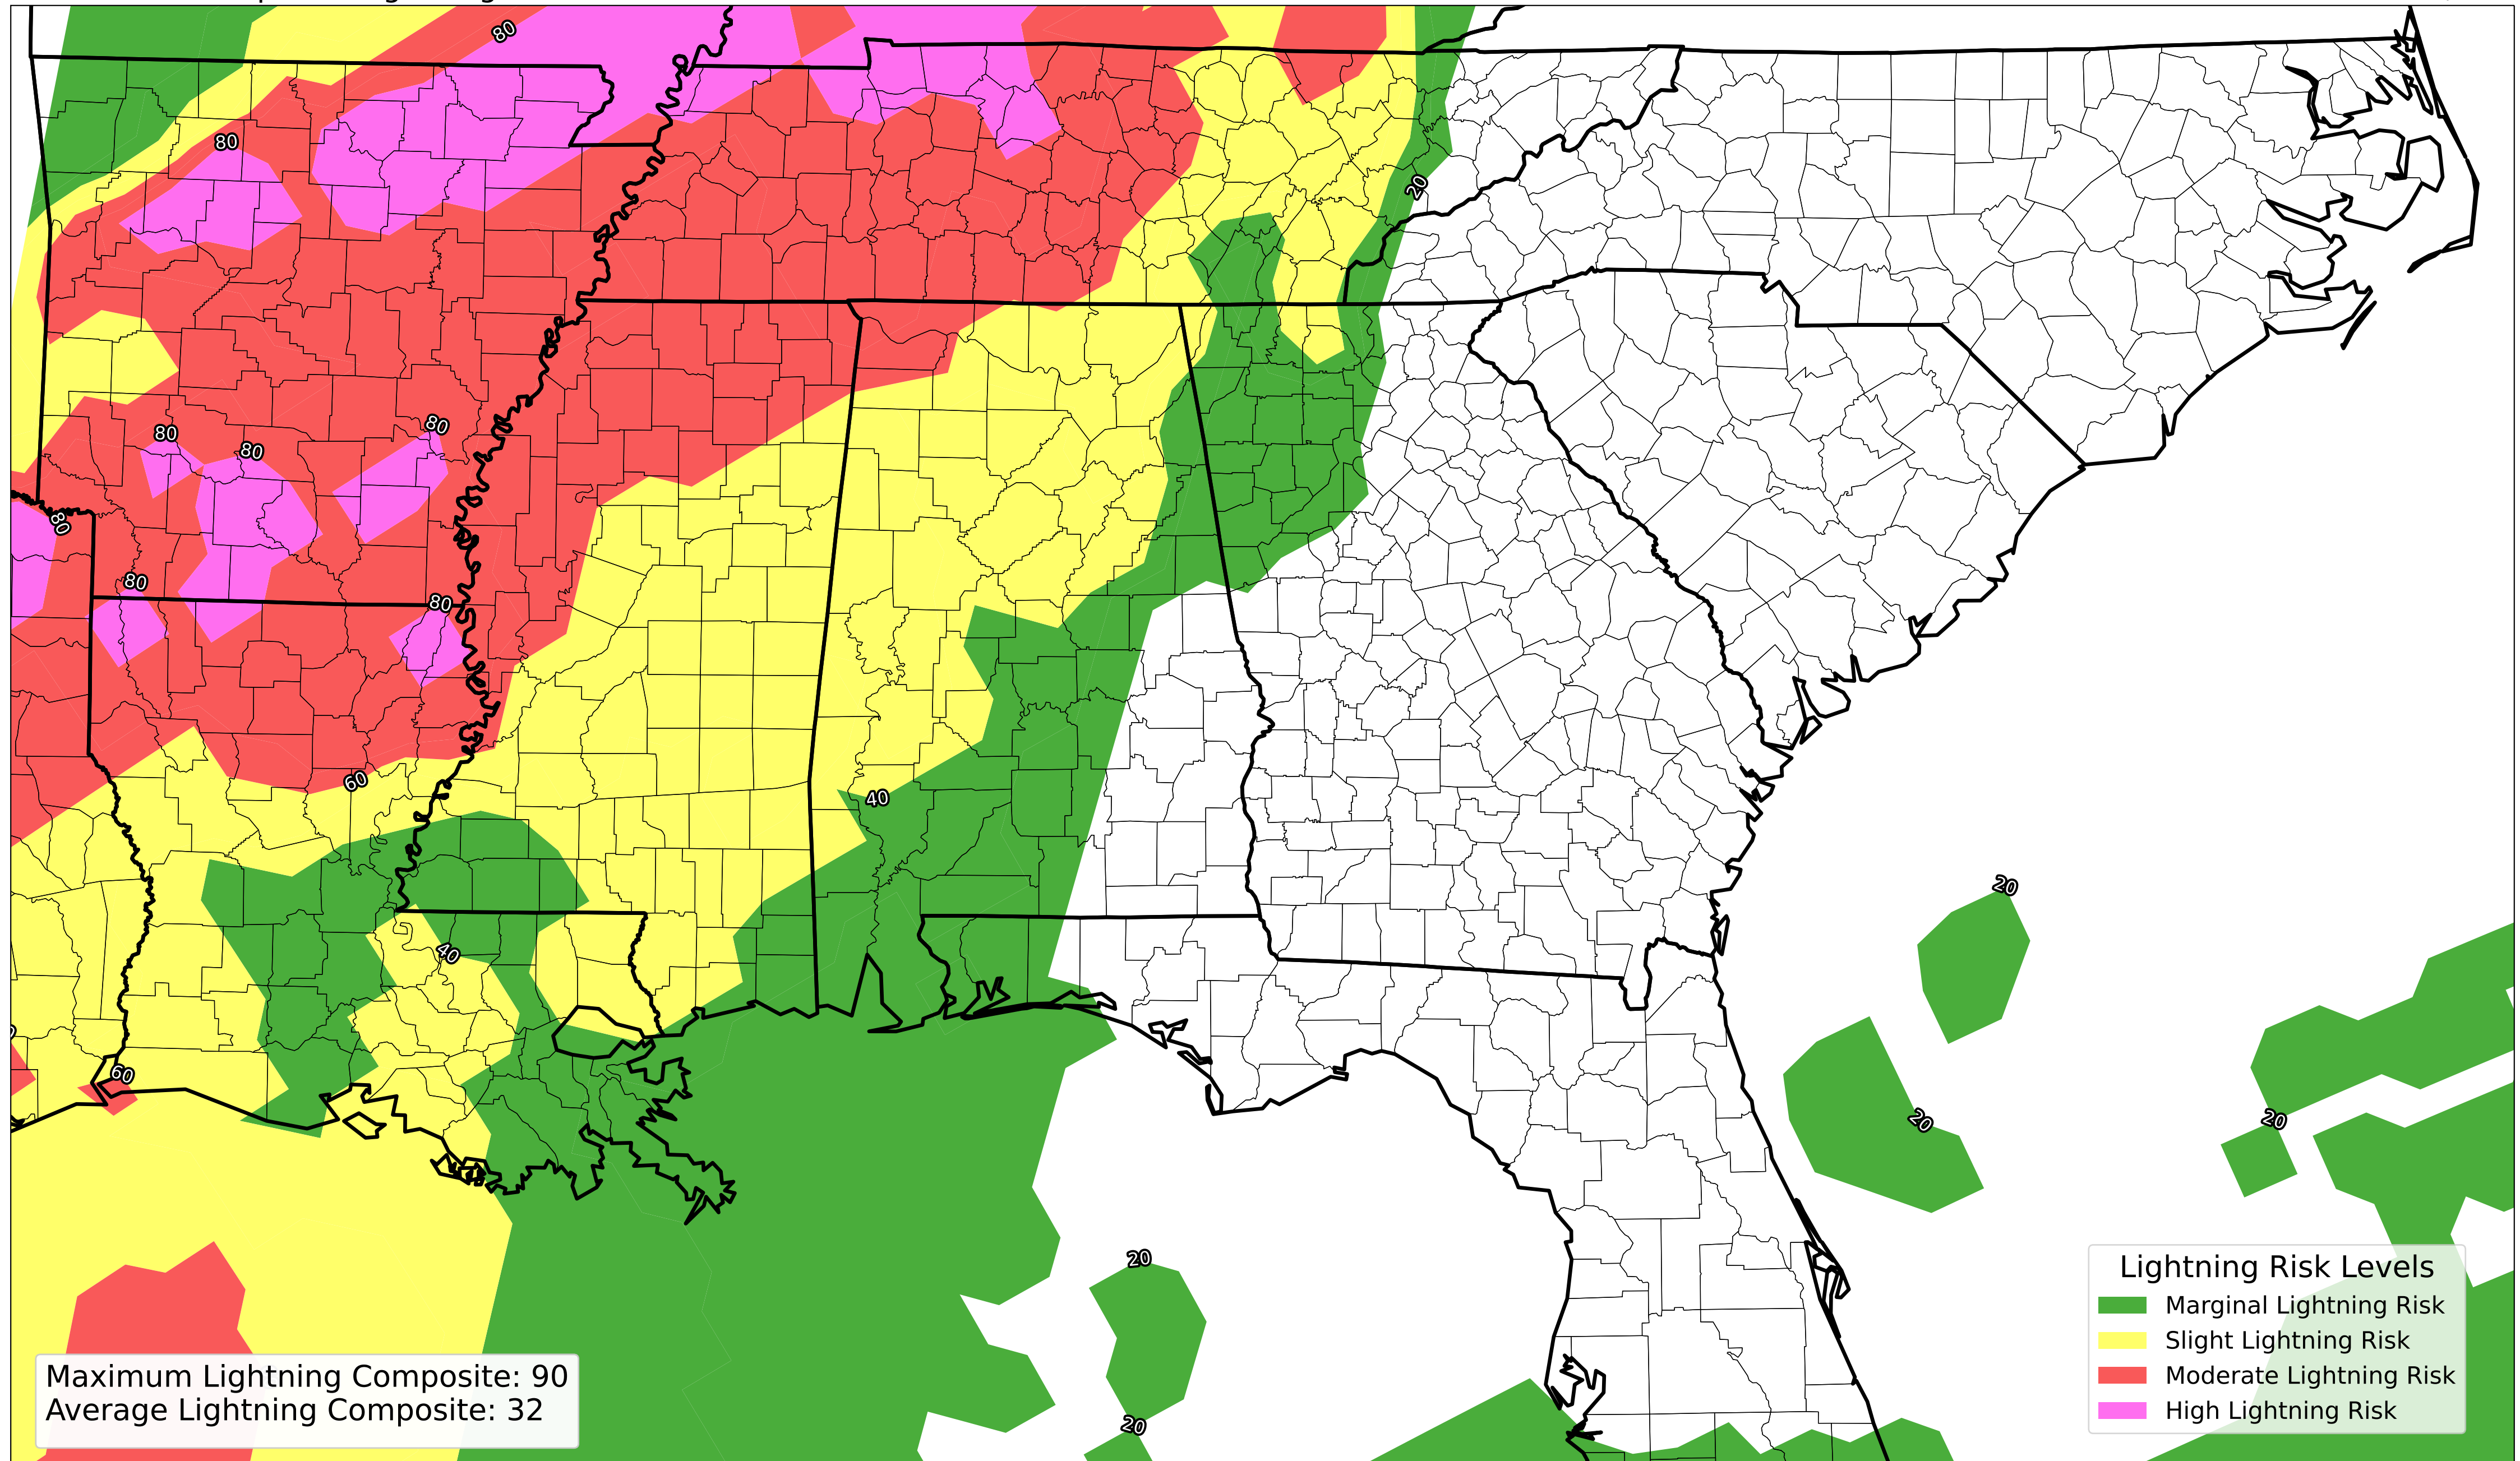 80
80
20
80
80
80
80
80
80
60
40
20
40
60
20
20
20
20
Lightning Risk Levels
Marginal Lightning Risk
Slight Lightning Risk
Moderate Lightning Risk
High Lightning Risk
Maximum Lightning Composite: 90
Average Lightning Composite: 32